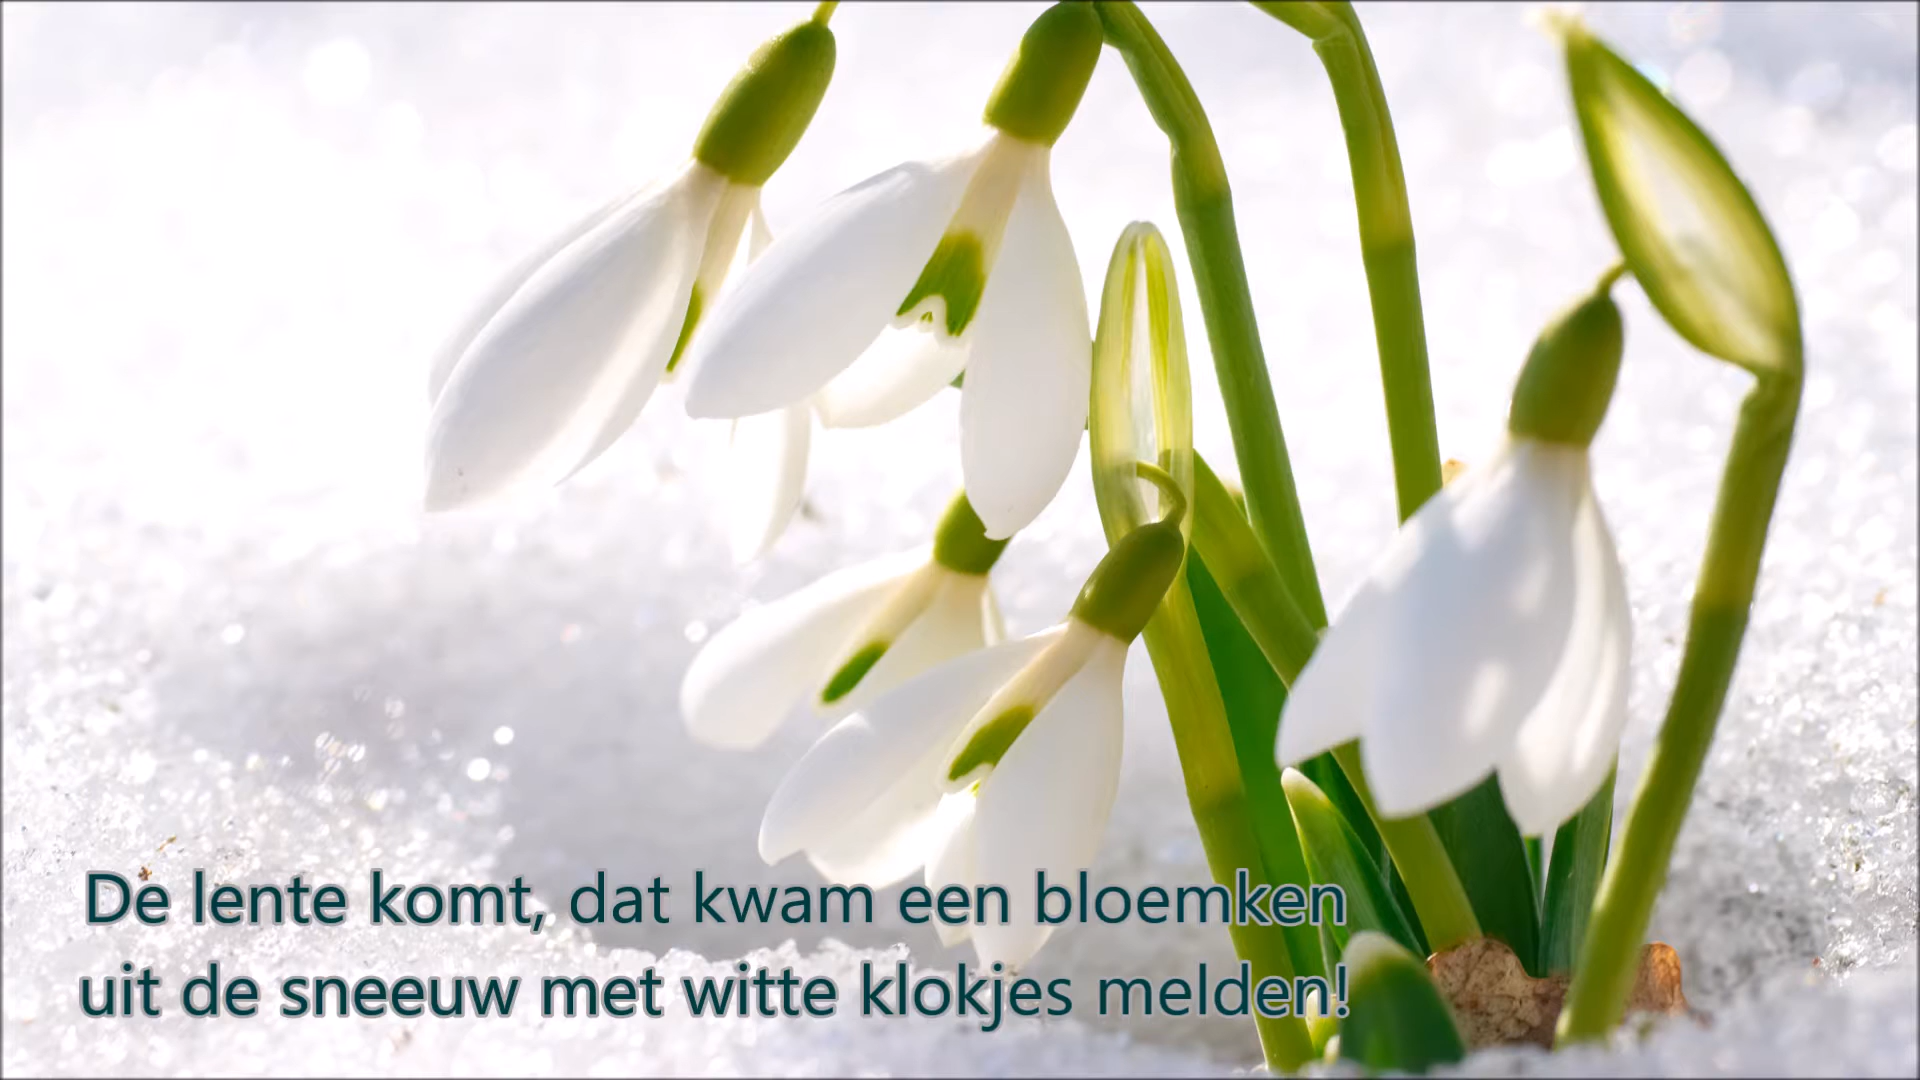 De lente komt, dat kwam een bloemken
uit de sneeuw met witte klokjes melden!